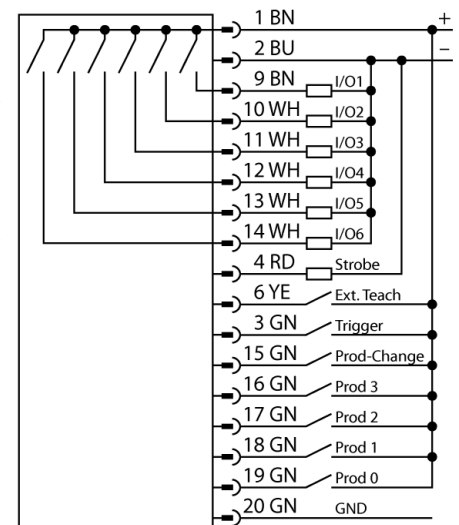 1 BN +
2 BU −
9 BN I/O1
10 WH I/O2
11 WH I/O3
12 WH I/O4
13 WH I/O5
14 WH I/O6
4 RD Strobe
6 YE Ext. Teach
3 GN Trigger
15 GN Prod-Change
16 GN Prod 3
17 GN Prod 2
18 GN Prod 1
19 GN Prod 0
20 GN GND